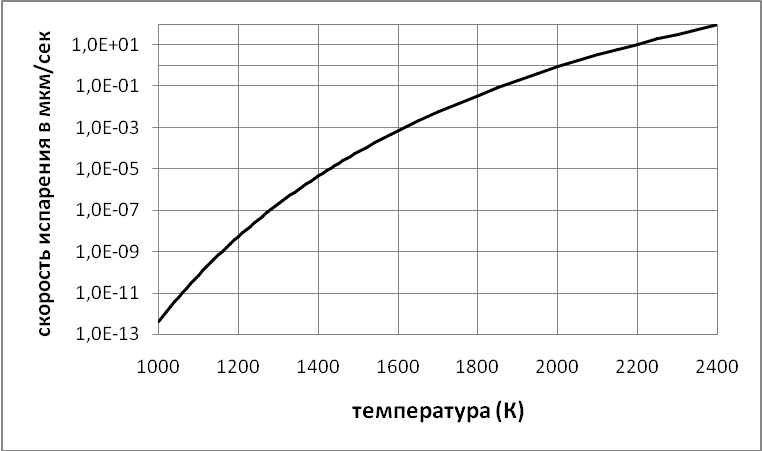 скорость испарения в мкм/сек
1,0E+01
1,0E-01
1,0E-03
1,0E-05
1,0E-07
1,0E-09
1,0E-11
1,0E-13
1000 1200 1400 1600 1800 2000 2200 2400
температура (К)